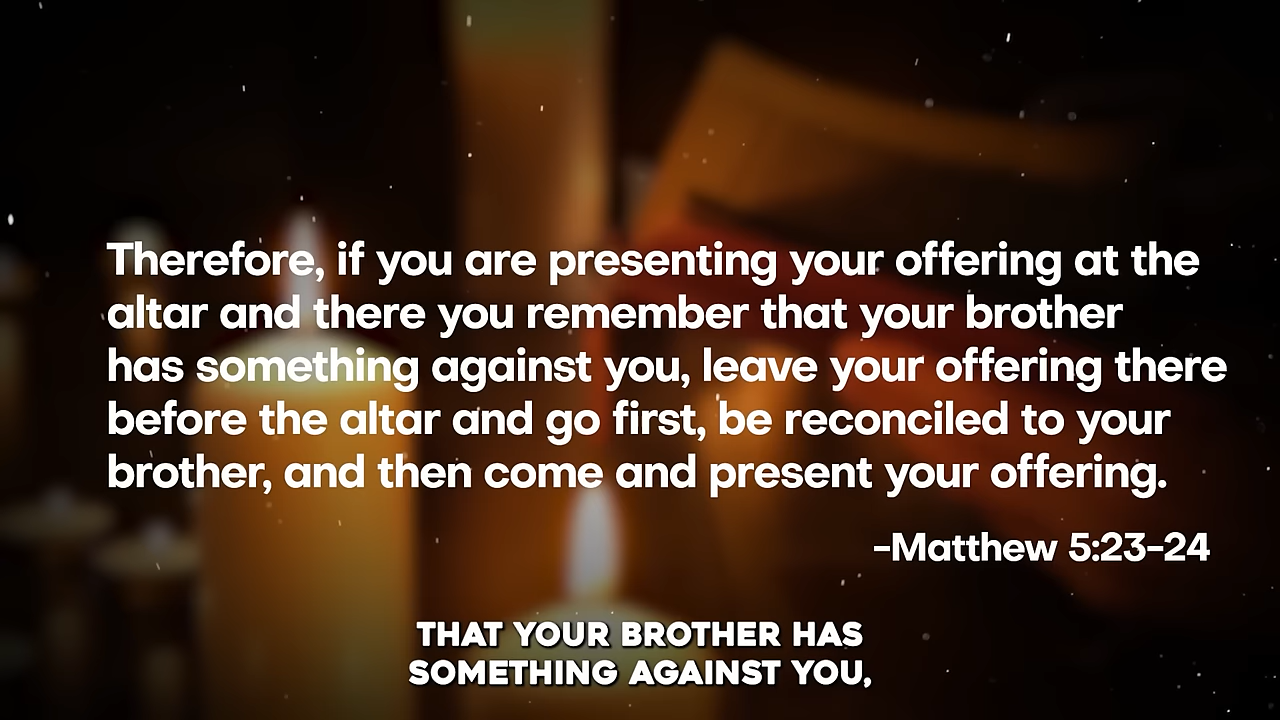 Therefore, if you are presenting your offering at the
altar and there you remember that your brother
has something against you, leave your offering there
before the altar and go first, be reconciled to your
brother, and then come and present your offering.
–Matthew 5:23–24
THAT YOUR BROTHER HAS
SOMETHING AGAINST YOU,